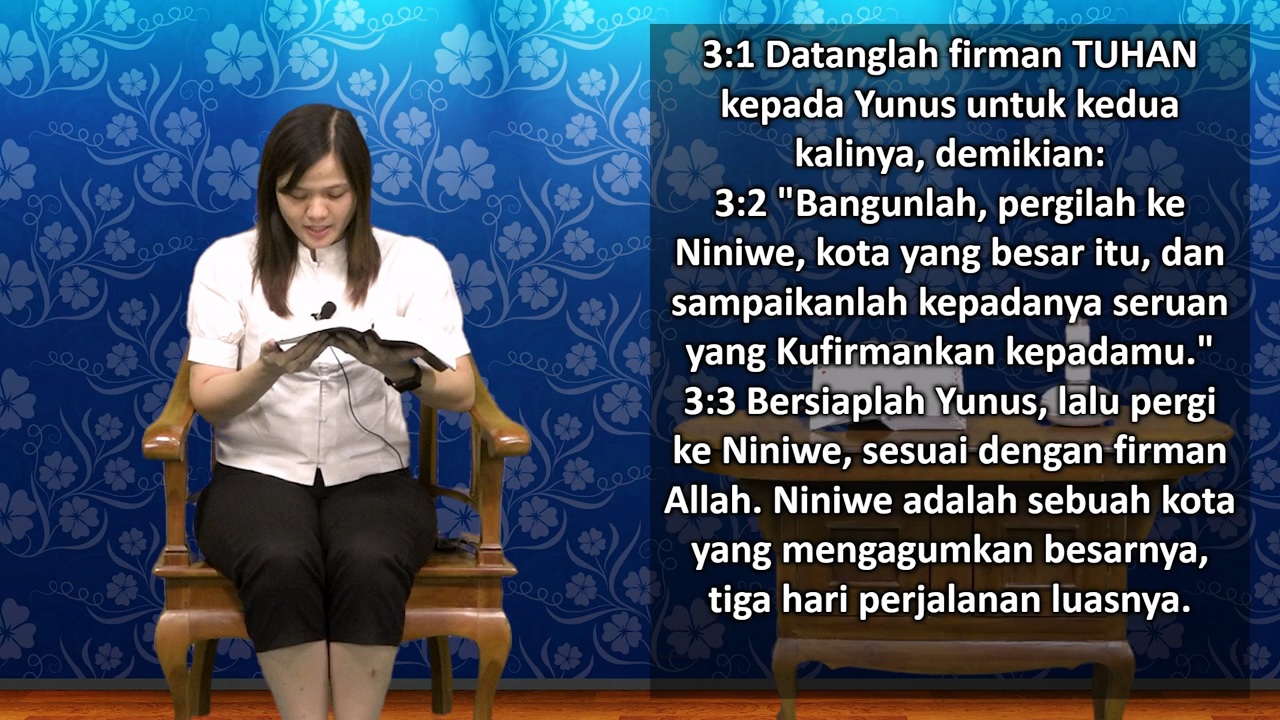 3:1 Datanglah firman TUHAN
kepada Yunus untuk kedua
kalinya, demikian:
3:2 "Bangunlah, pergilah ke
Niniwe, kota yang besar itu, dan
sampaikanlah kepadanya seruan
yang Kufirmankan kepadamu."
3:3 Bersiaplah Yunus, lalu pergi
ke Niniwe, sesuai dengan firman
Allah. Niniwe adalah sebuah kota
yang mengagumkan besarnya,
tiga hari perjalanan luasnya.